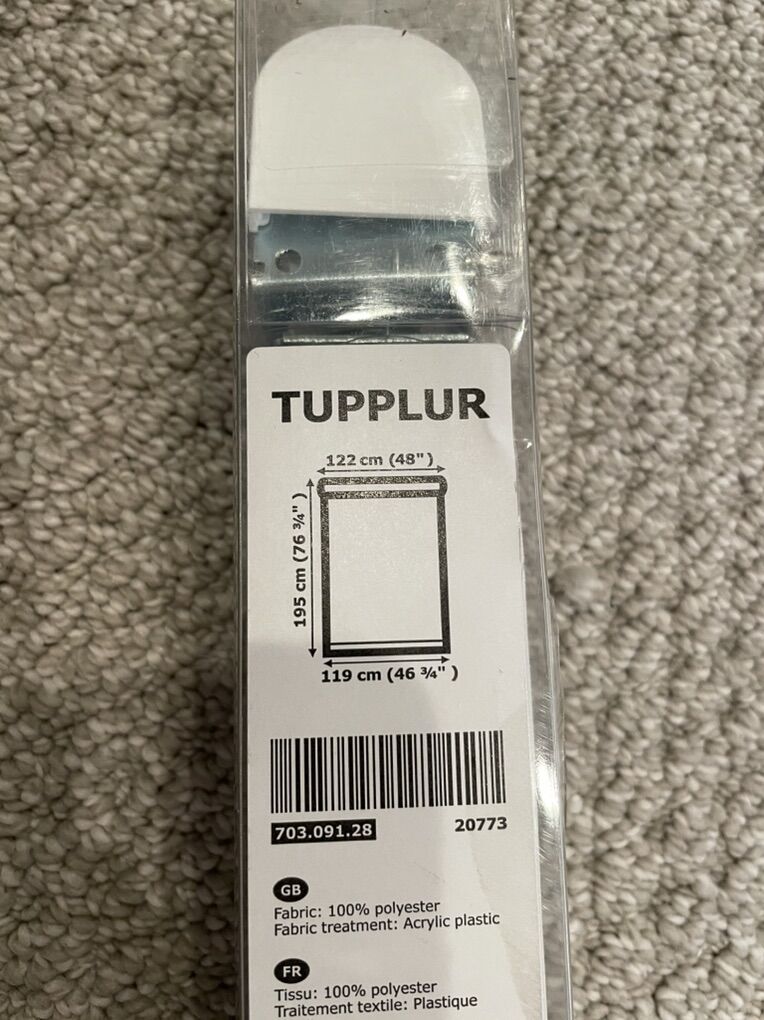 TUPPLUR
122 cm (48")
195 cm (76 ¾" )
119 cm (46 ¾" )
703.091.28
20773
GB
Fabric: 100% polyester
Fabric treatment: Acrylic plastic
FR
Tissu: 100% polyester
Traitement textile: Plastique